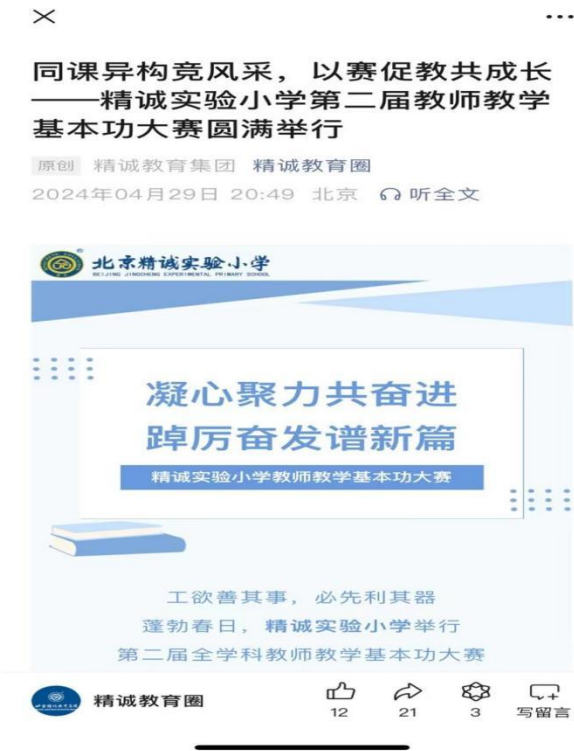 同课异构竞风采，以赛促教共成长
——精诚实验小学第二届教师教学
基本功大赛圆满举行
原创 精诚教育集团 精诚教育圈
2024年04月29日 20:49 北京 听全文
北京精诚实验小学
BEIJING JINGCHENG EXPERIMENTAL PRIMARY SCHOOL
凝心聚力共奋进
踔厉奋发谱新篇
精诚实验小学教师教学基本功大赛
工欲善其事，必先利其器
蓬勃春日，精诚实验小学举行
第二届全学科教师教学基本功大赛
精诚教育圈
12 21 3 写留言